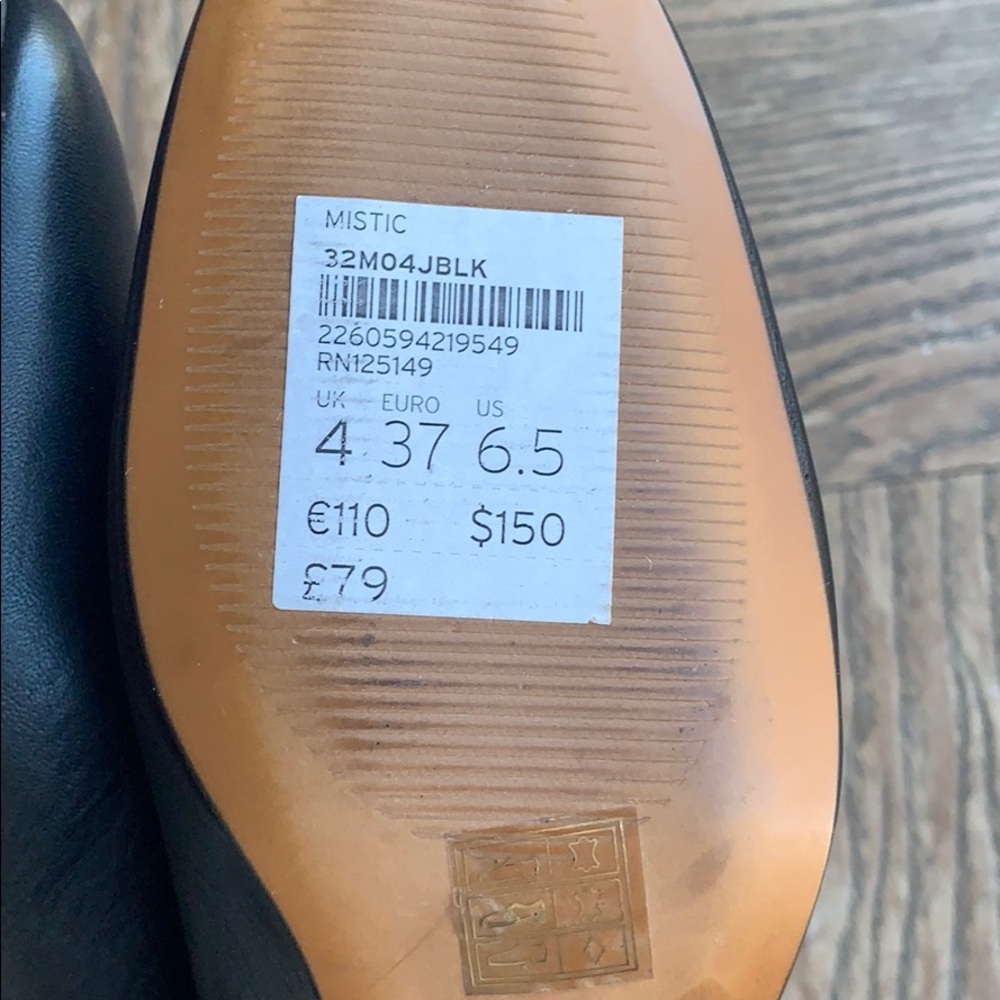 MISTIC
32M04JBLK
2260594219549
RN125149
UK EURO US
4 37 6.5
€110 $150
£79